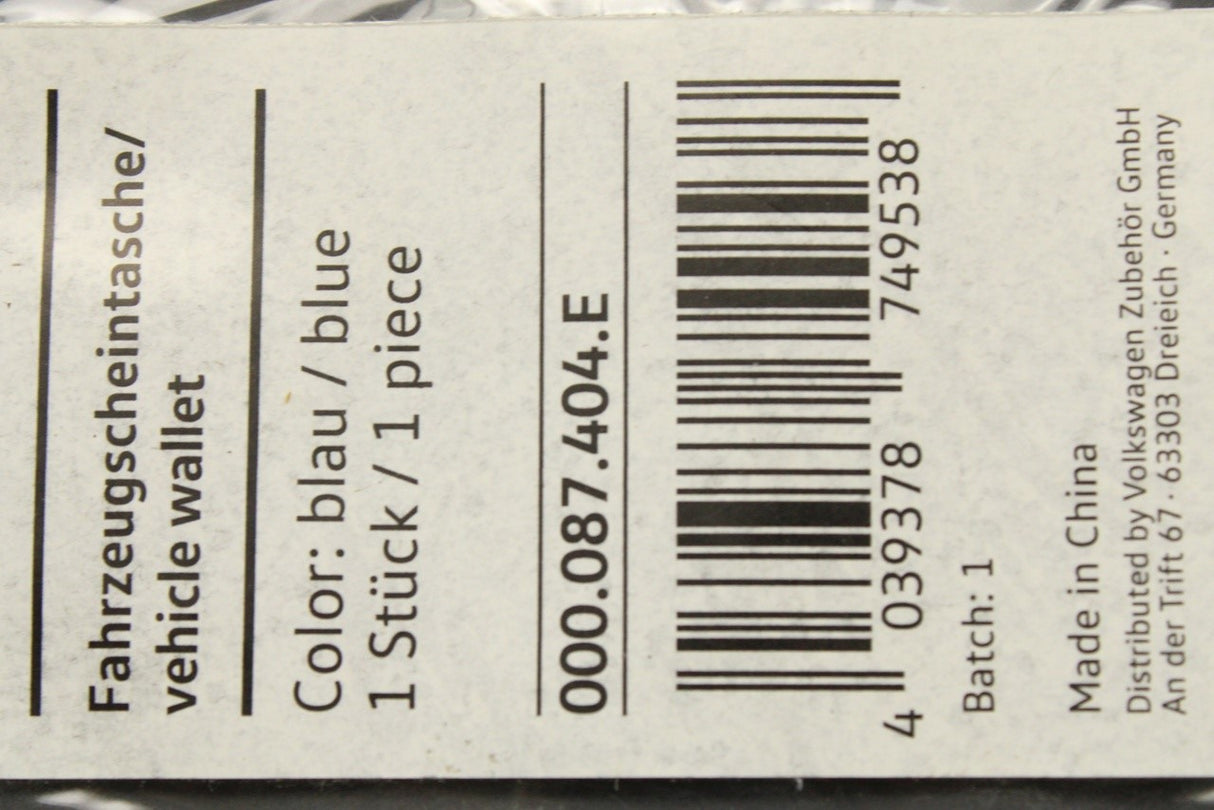 Fahrzeugscheintasche/
vehicle wallet
Color: blau / blue
1 Stück / 1 piece
000.087.404.E
4 039378 749538
Batch: 1
Made in China
Distributed by Volkswagen Zubehör GmbH
An der Trift 67 · 63303 Dreieich · Germany